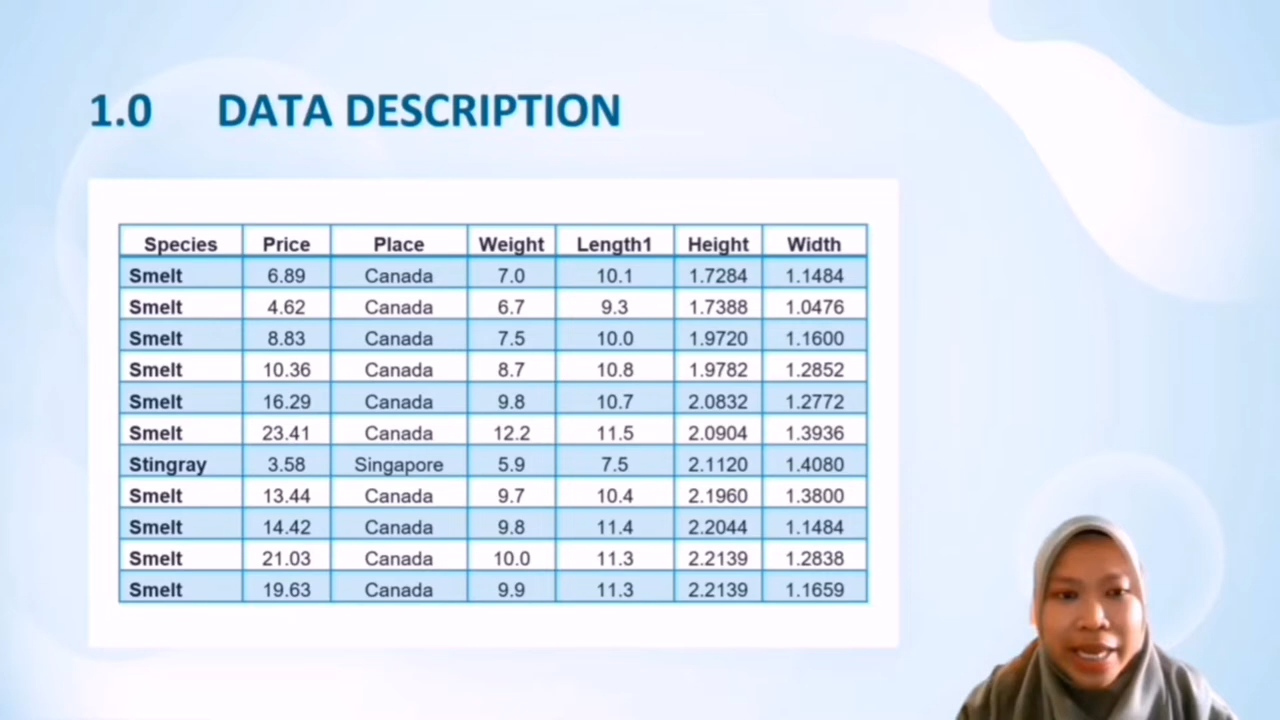 1.0 DATA DESCRIPTION
Species Price Place Weight Length1 Height Width
Smelt 6.89 Canada 7.0 10.1 1.7284 1.1484
Smelt 4.62 Canada 6.7 9.3 1.7388 1.0476
Smelt 8.83 Canada 7.5 10.0 1.9720 1.1600
Smelt 10.36 Canada 8.7 10.8 1.9782 1.2852
Smelt 16.29 Canada 9.8 10.7 2.0832 1.2772
Smelt 23.41 Canada 12.2 11.5 2.0904 1.3936
Stingray 3.58 Singapore 5.9 7.5 2.1120 1.4080
Smelt 13.44 Canada 9.7 10.4 2.1960 1.3800
Smelt 14.42 Canada 9.8 11.4 2.2044 1.1484
Smelt 21.03 Canada 10.0 11.3 2.2139 1.2838
Smelt 19.63 Canada 9.9 11.3 2.2139 1.1659